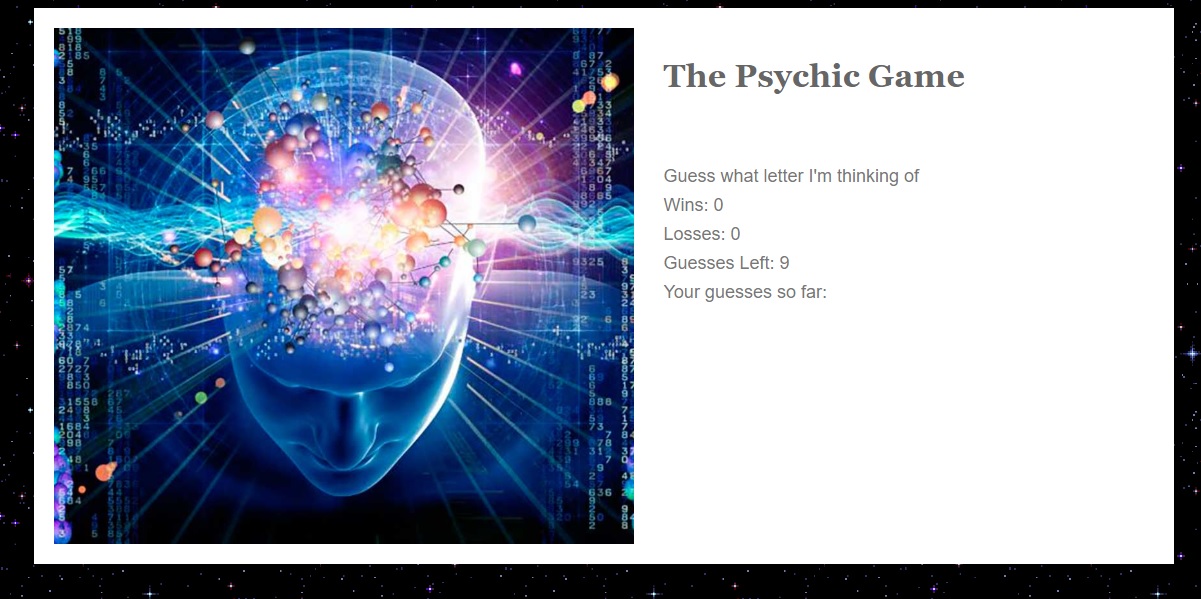 The Psychic Game
Guess what letter I'm thinking of
Wins: 0
Losses: 0
Guesses Left: 9
Your guesses so far: